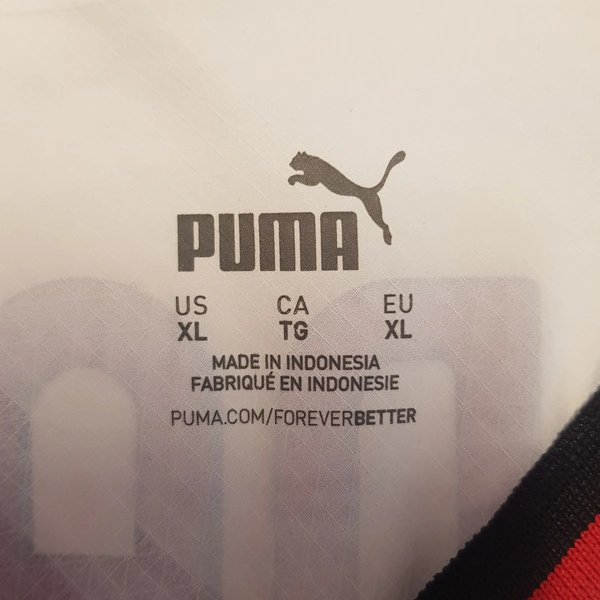 PUMA
US CA EU
XL TG XL
MADE IN INDONESIA
FABRIQUÉ EN INDONESIE
PUMA.COM/FOREVERBETTER